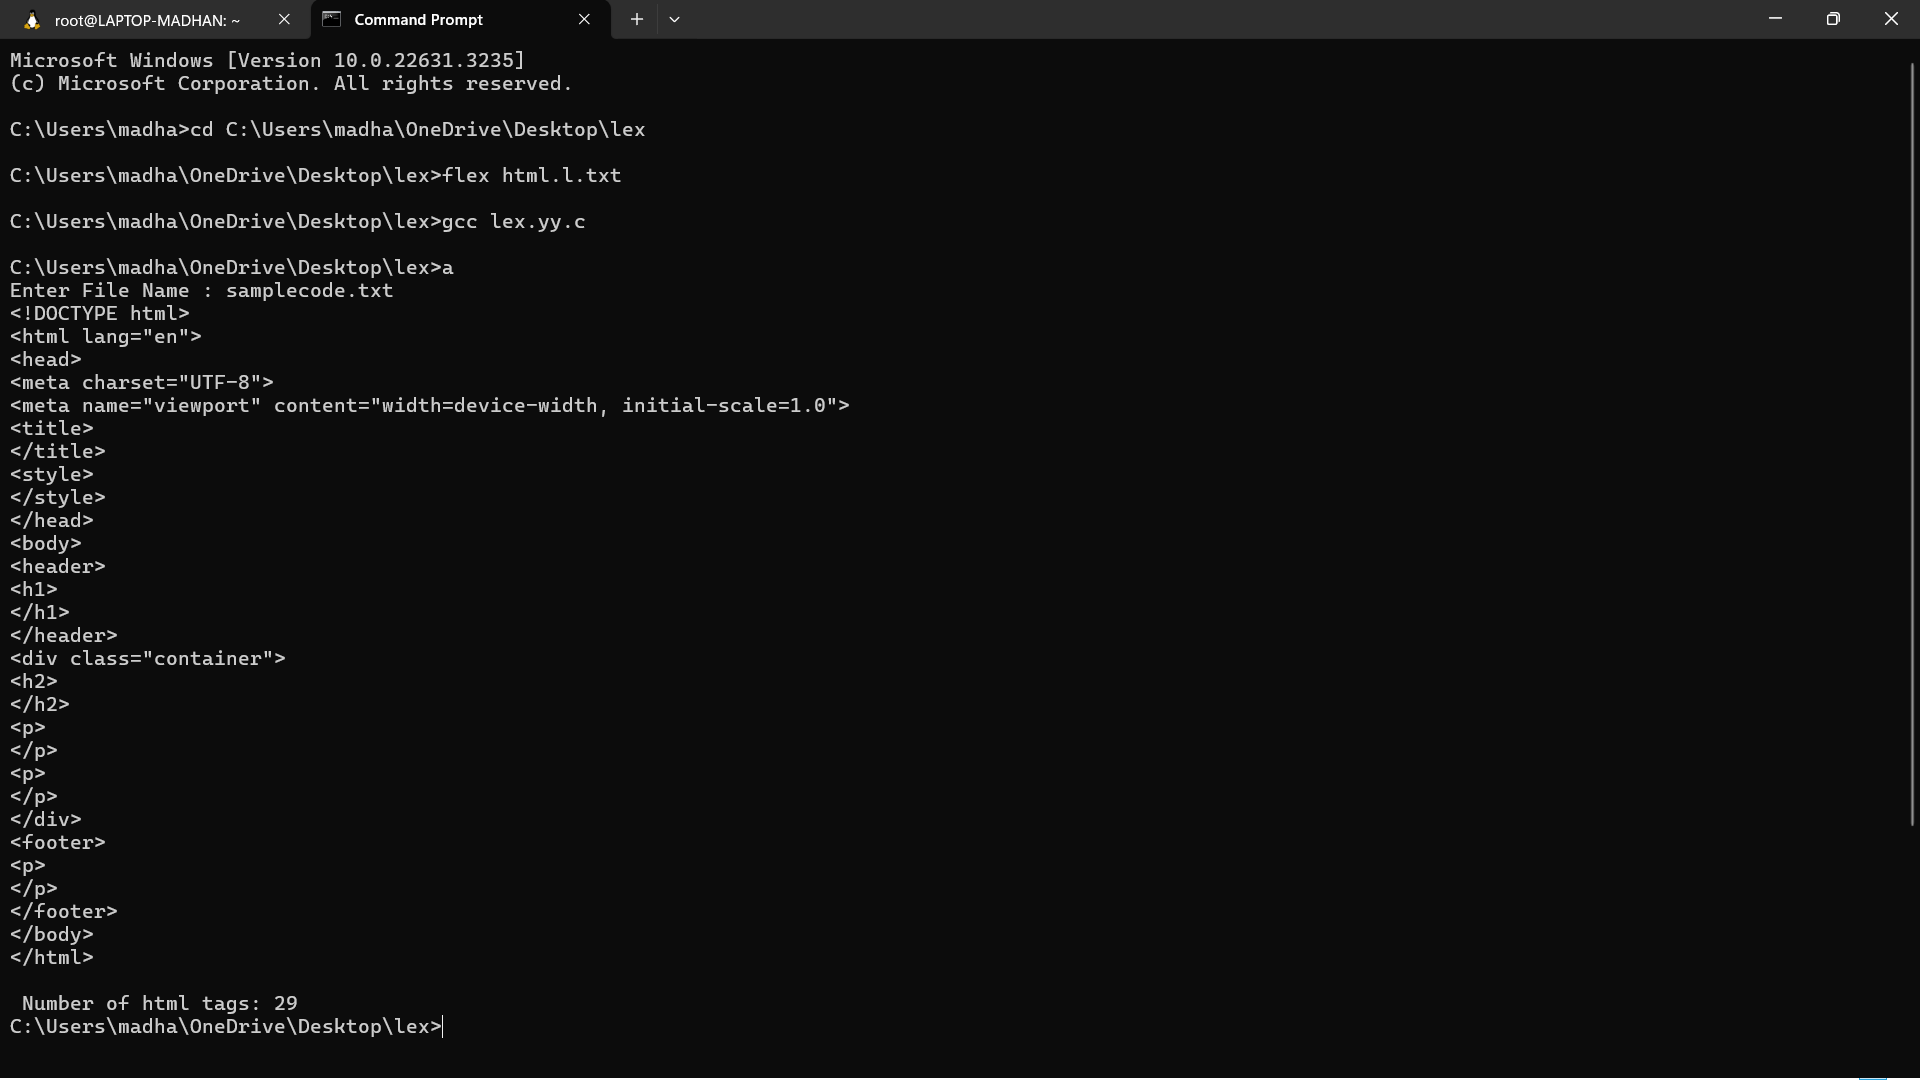 root@LAPTOP-MADHAN: ~
Command Prompt
Microsoft Windows [Version 10.0.22631.3235]
(c) Microsoft Corporation. All rights reserved.
C:\Users\madha>cd C:\Users\madha\OneDrive\Desktop\lex
C:\Users\madha\OneDrive\Desktop\lex>flex html.l.txt
C:\Users\madha\OneDrive\Desktop\lex>gcc lex.yy.c
C:\Users\madha\OneDrive\Desktop\lex>a
Enter File Name : samplecode.txt
<!DOCTYPE html>
<html lang="en">
<head>
<meta charset="UTF-8">
<meta name="viewport" content="width=device-width, initial-scale=1.0">
<title>
</title>
<style>
</style>
</head>
<body>
<header>
<h1>
</h1>
</header>
<div class="container">
<h2>
</h2>
<p>
</p>
<p>
</p>
</div>
<footer>
<p>
</p>
</footer>
</body>
</html>
Number of html tags: 29
C:\Users\madha\OneDrive\Desktop\lex>